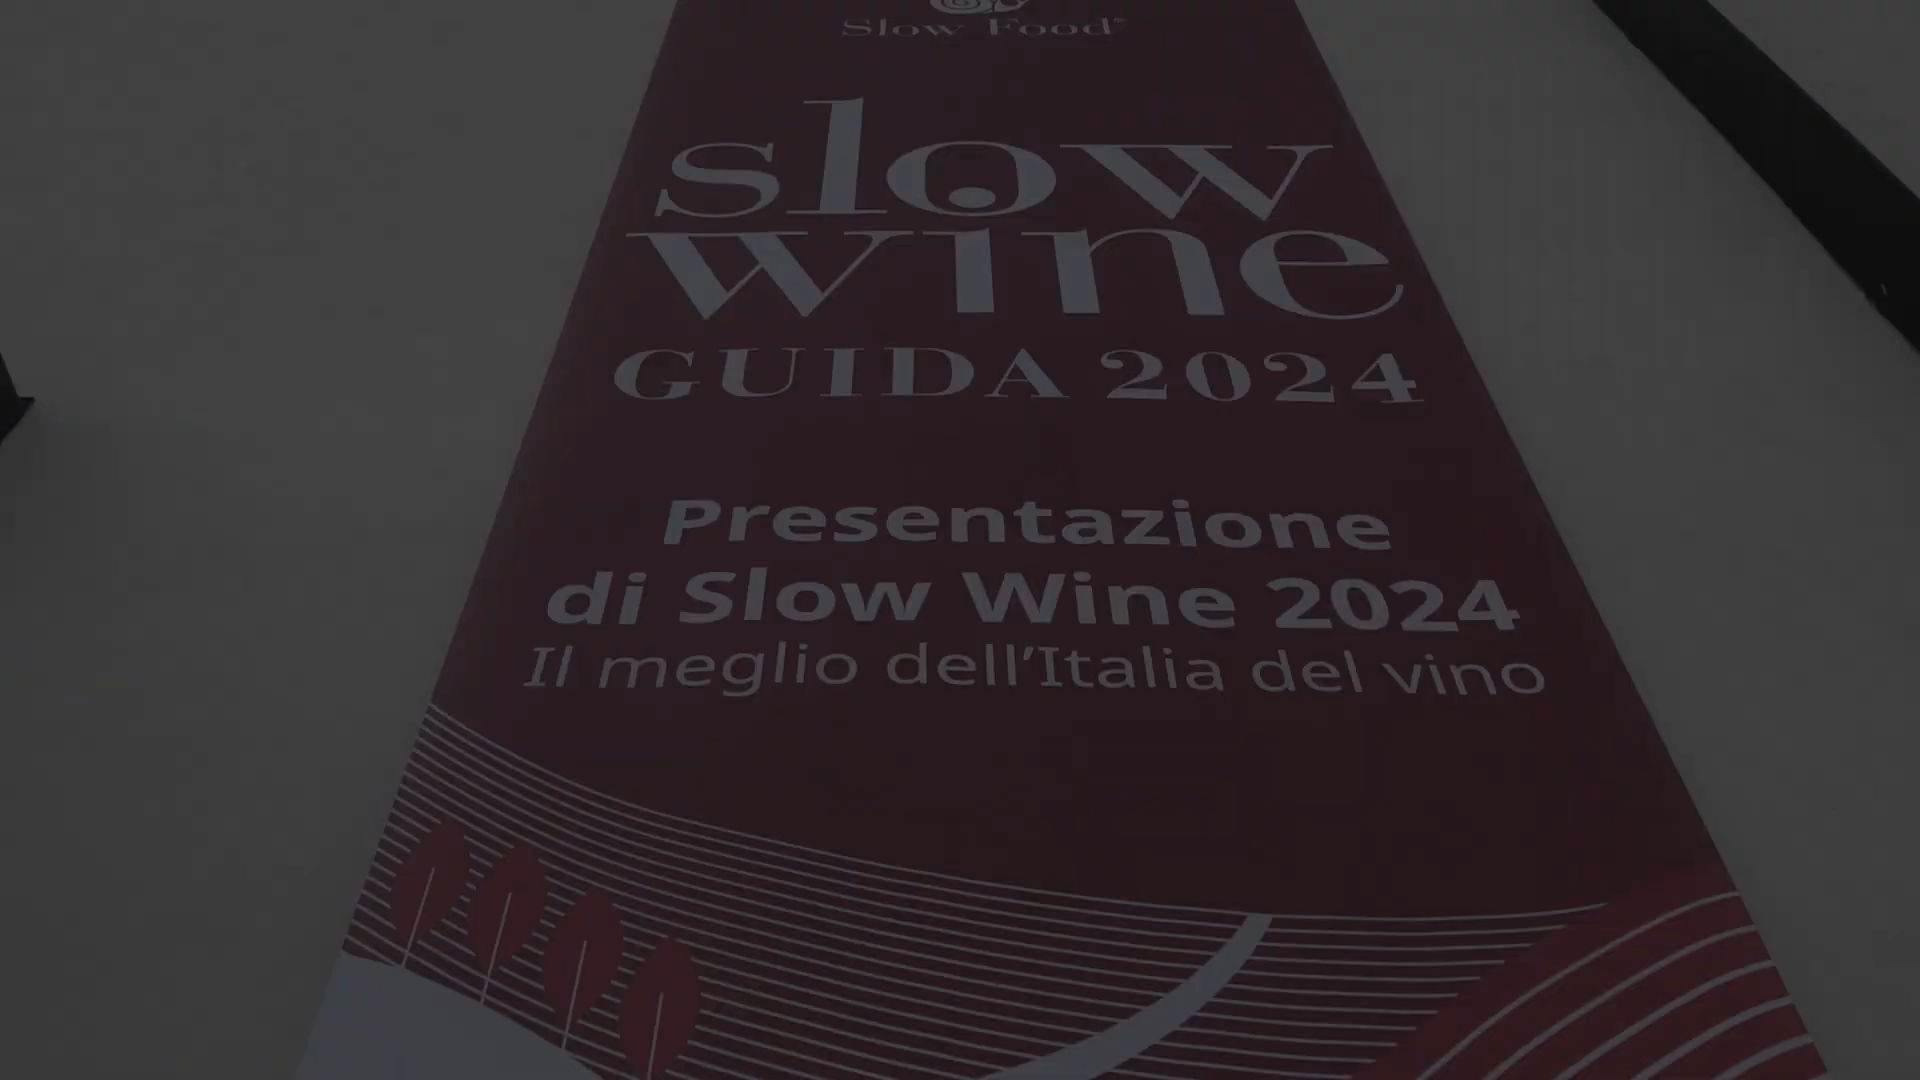 Slow Food
slow
wine
GUIDA 2024
Presentazione
di Slow Wine 2024
Il meglio dell'Italia del vino